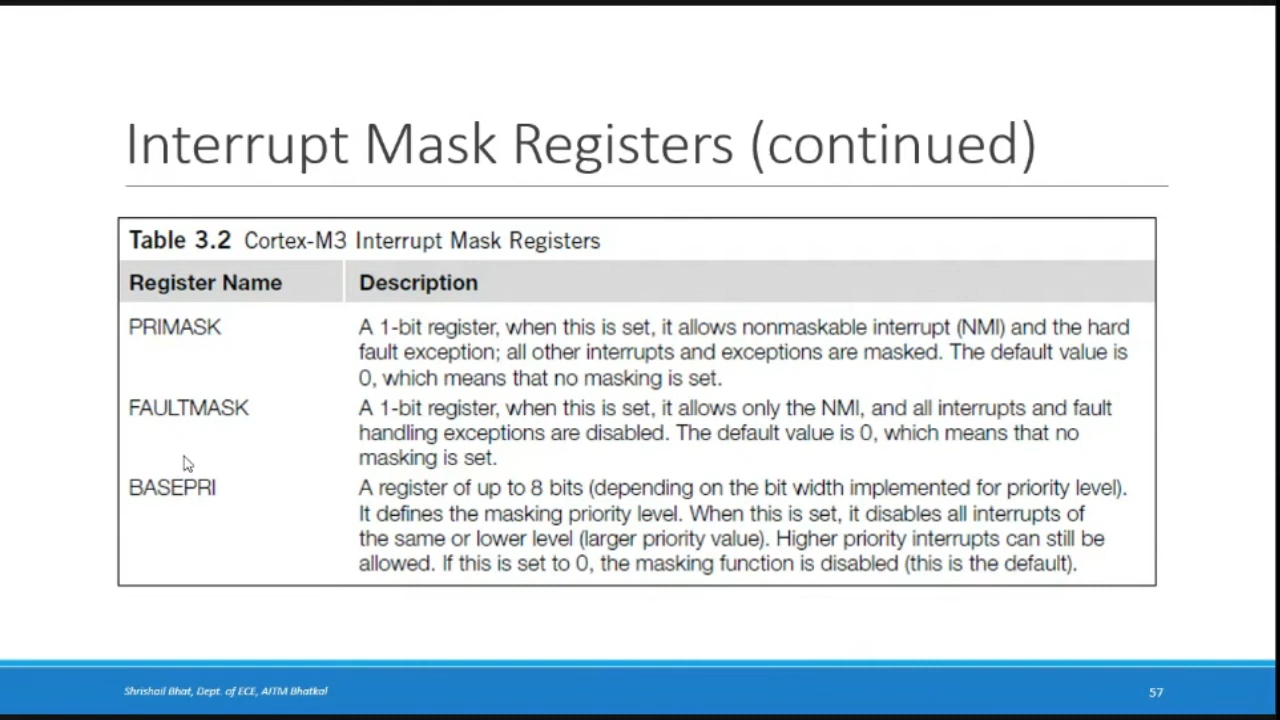 Interrupt Mask Registers (continued)
Table 3.2 Cortex-M3 Interrupt Mask Registers
Register Name Description
PRIMASK A 1-bit register, when this is set, it allows nonmaskable interrupt (NMI) and the hard
fault exception; all other interrupts and exceptions are masked. The default value is
0, which means that no masking is set.
FAULTMASK A 1-bit register, when this is set, it allows only the NMI, and all interrupts and fault
handling exceptions are disabled. The default value is 0, which means that no
masking is set.
BASEPRI A register of up to 8 bits (depending on the bit width implemented for priority level).
It defines the masking priority level. When this is set, it disables all interrupts of
the same or lower level (larger priority value). Higher priority interrupts can still be
allowed. If this is set to 0, the masking function is disabled (this is the default).
Shrishail Bhat, Dept. of ECE, AITM Bhatkal 57